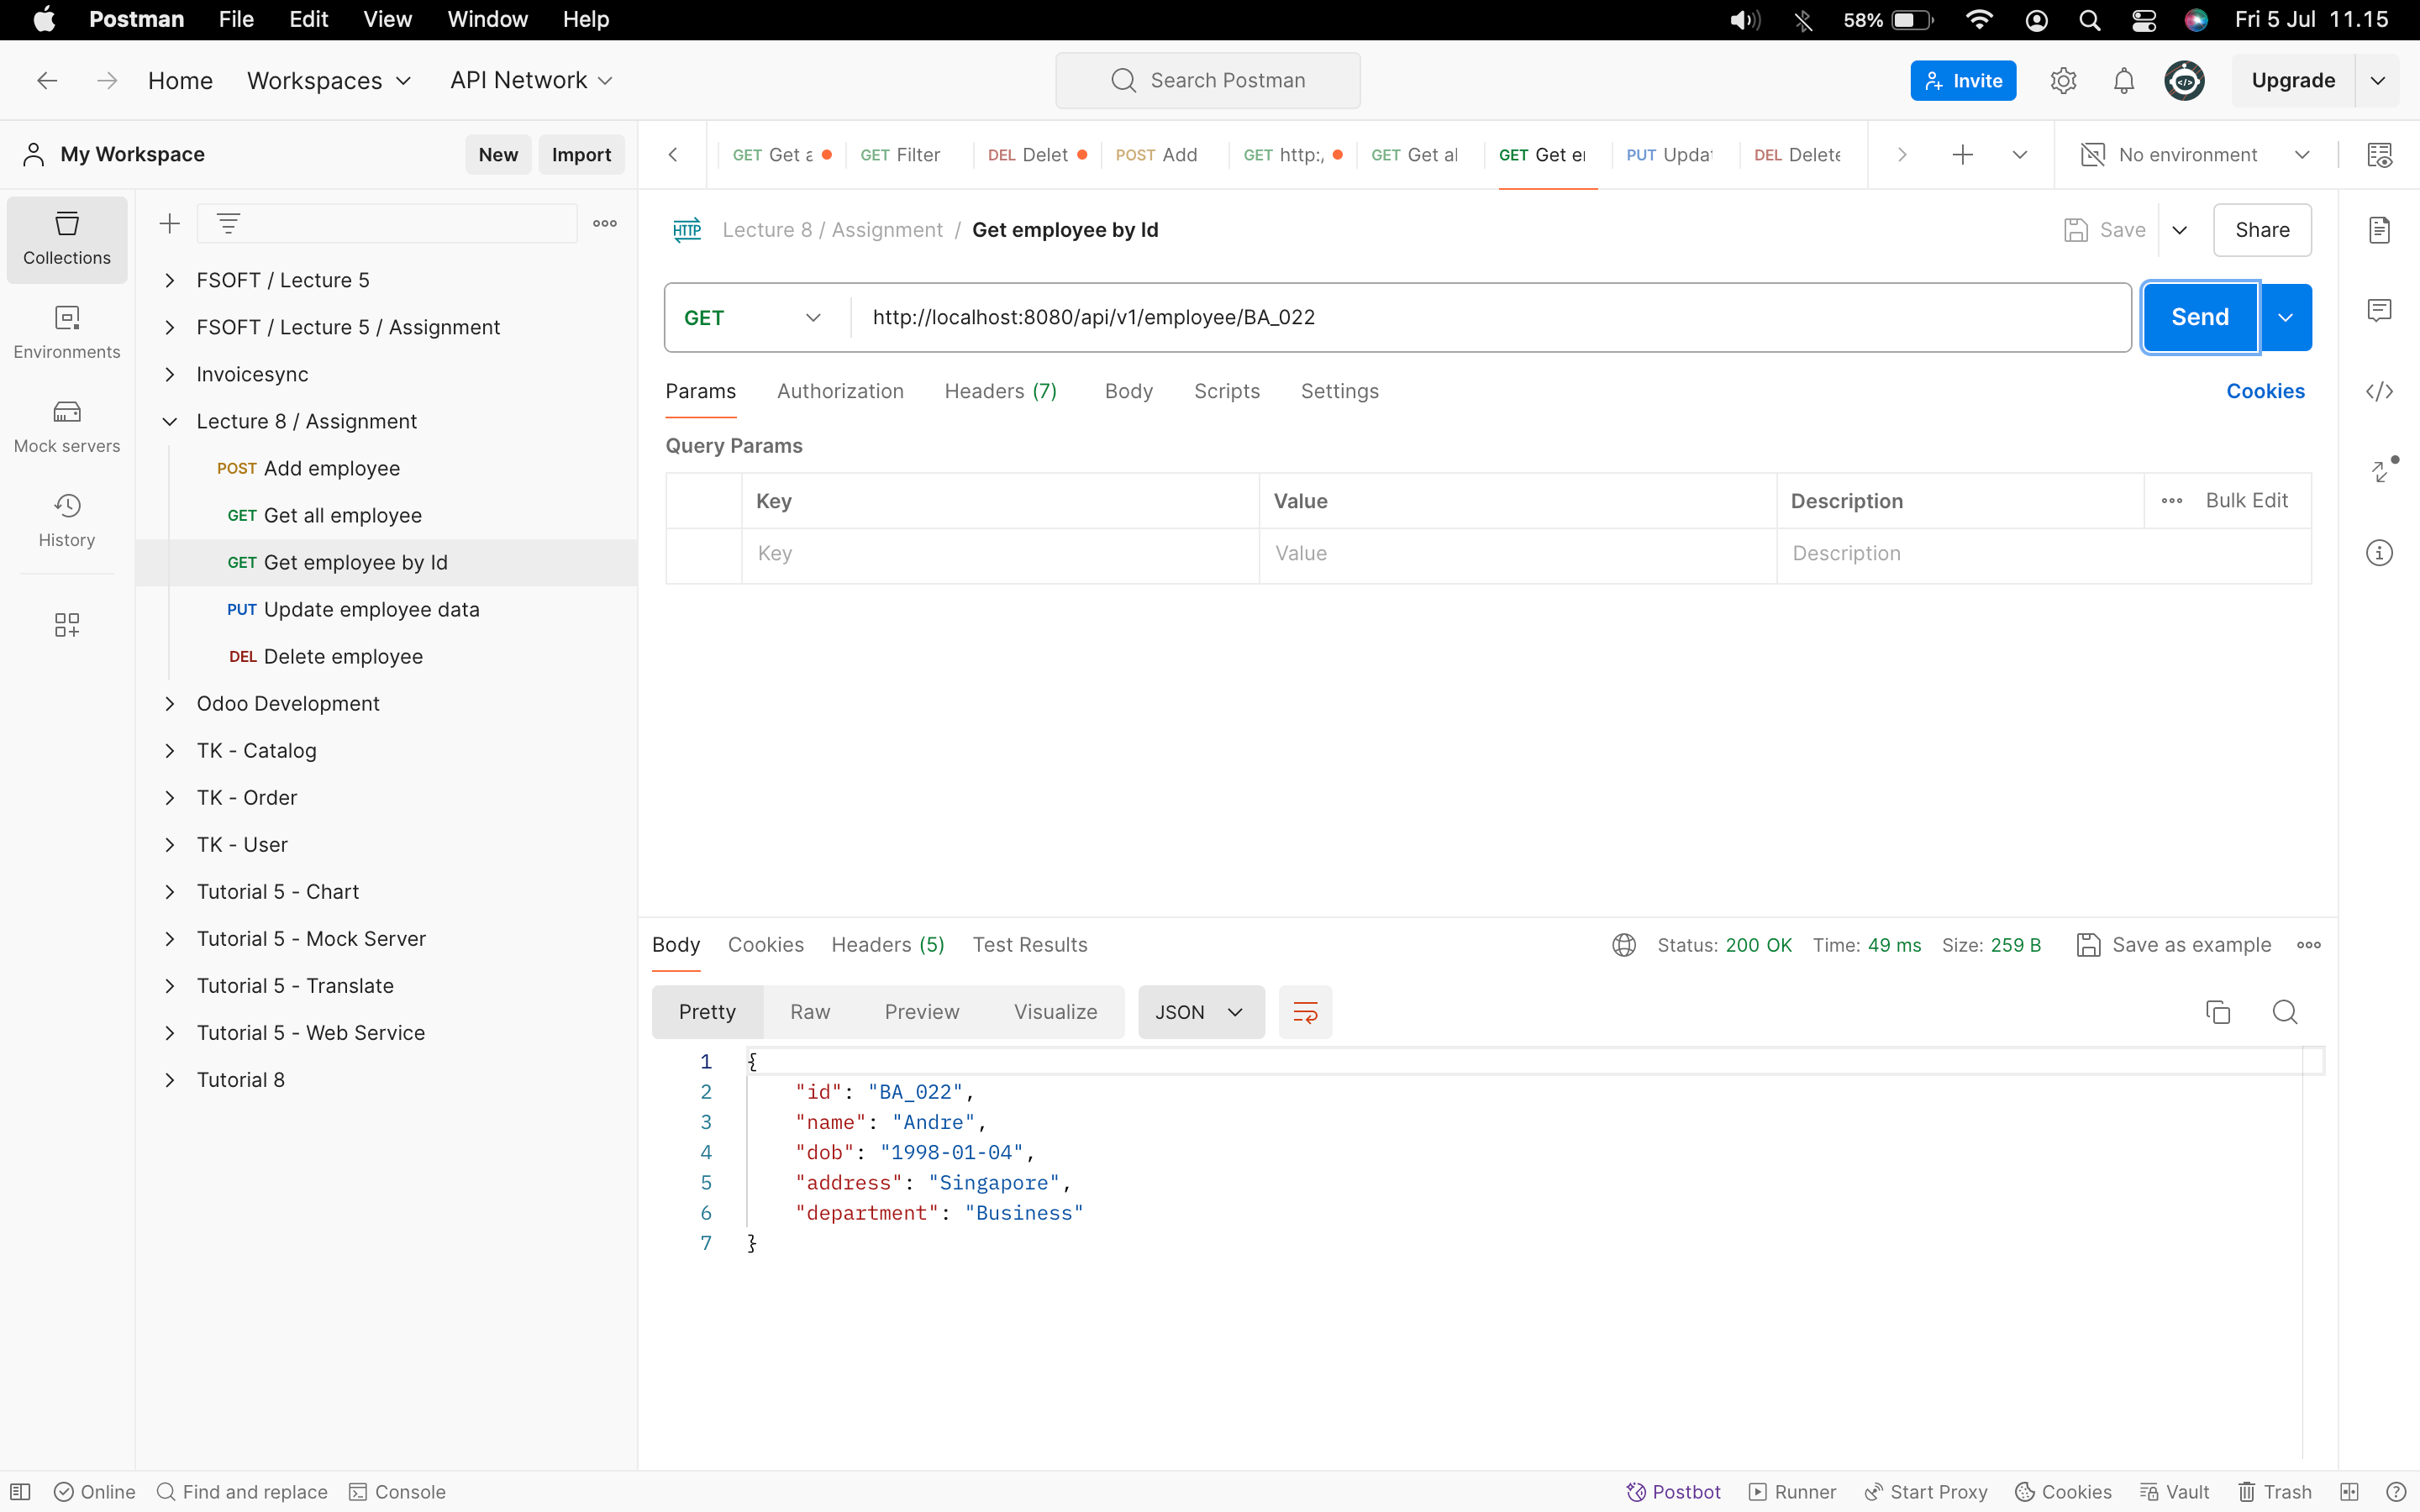 Postman File Edit View Window Help 58% Fri 5 Jul 11.15
Home Workspaces API Network Search Postman Invite Upgrade
My Workspace New Import
GET Get a GET Filter DEL Delet POST Add GET http:/ GET Get al GET Get e PUT Updat DEL Delete No environment
Collections
Environments
Mock servers
History
FSOFT / Lecture 5
FSOFT / Lecture 5 / Assignment
Invoicesync
Lecture 8 / Assignment
POST Add employee
GET Get all employee
GET Get employee by Id
PUT Update employee data
DEL Delete employee
Odoo Development
TK - Catalog
TK - Order
TK - User
Tutorial 5 - Chart
Tutorial 5 - Mock Server
Tutorial 5 - Translate
Tutorial 5 - Web Service
Tutorial 8
HTTP Lecture 8 / Assignment / Get employee by Id Save Share
GET http://localhost:8080/api/v1/employee/BA_022 Send
Params Authorization Headers (7) Body Scripts Settings Cookies
Query Params
Key Value Description Bulk Edit
Key Value Description
Body Cookies Headers (5) Test Results Status: 200 OK Time: 49 ms Size: 259 B Save as example
Pretty Raw Preview Visualize JSON
1 {
2 "id": "BA_022",
3 "name": "Andre",
4 "dob": "1998-01-04",
5 "address": "Singapore",
6 "department": "Business"
7 }
Online Find and replace Console Postbot Runner Start Proxy Cookies Vault Trash